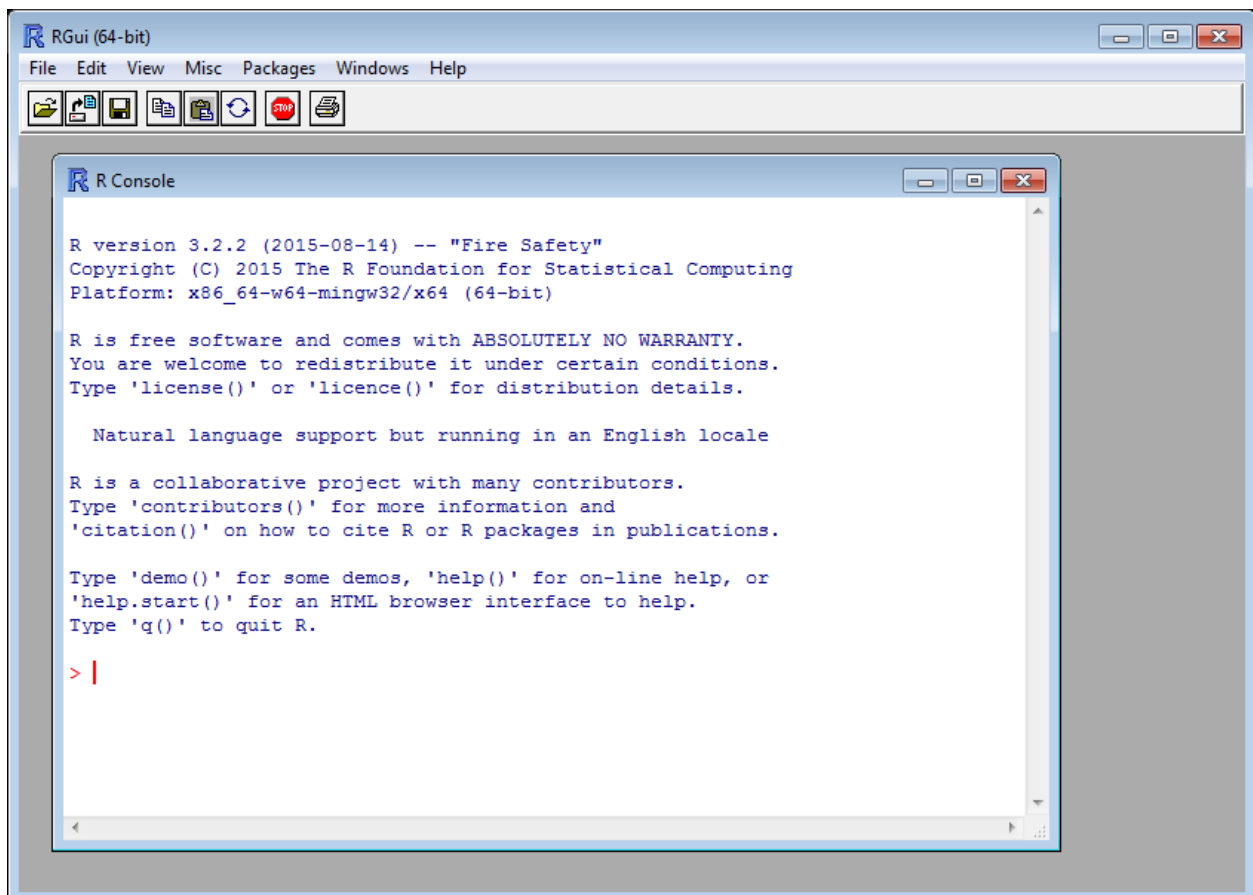 RGui (64-bit)
File Edit View Misc Packages Windows Help
STOP
R Console
R version 3.2.2 (2015-08-14) -- "Fire Safety"
Copyright (C) 2015 The R Foundation for Statistical Computing
Platform: x86_64-w64-mingw32/x64 (64-bit)
R is free software and comes with ABSOLUTELY NO WARRANTY.
You are welcome to redistribute it under certain conditions.
Type 'license()' or 'licence()' for distribution details.
  Natural language support but running in an English locale
R is a collaborative project with many contributors.
Type 'contributors()' for more information and
'citation()' on how to cite R or R packages in publications.
Type 'demo()' for some demos, 'help()' for on-line help, or
'help.start()' for an HTML browser interface to help.
Type 'q()' to quit R.
>